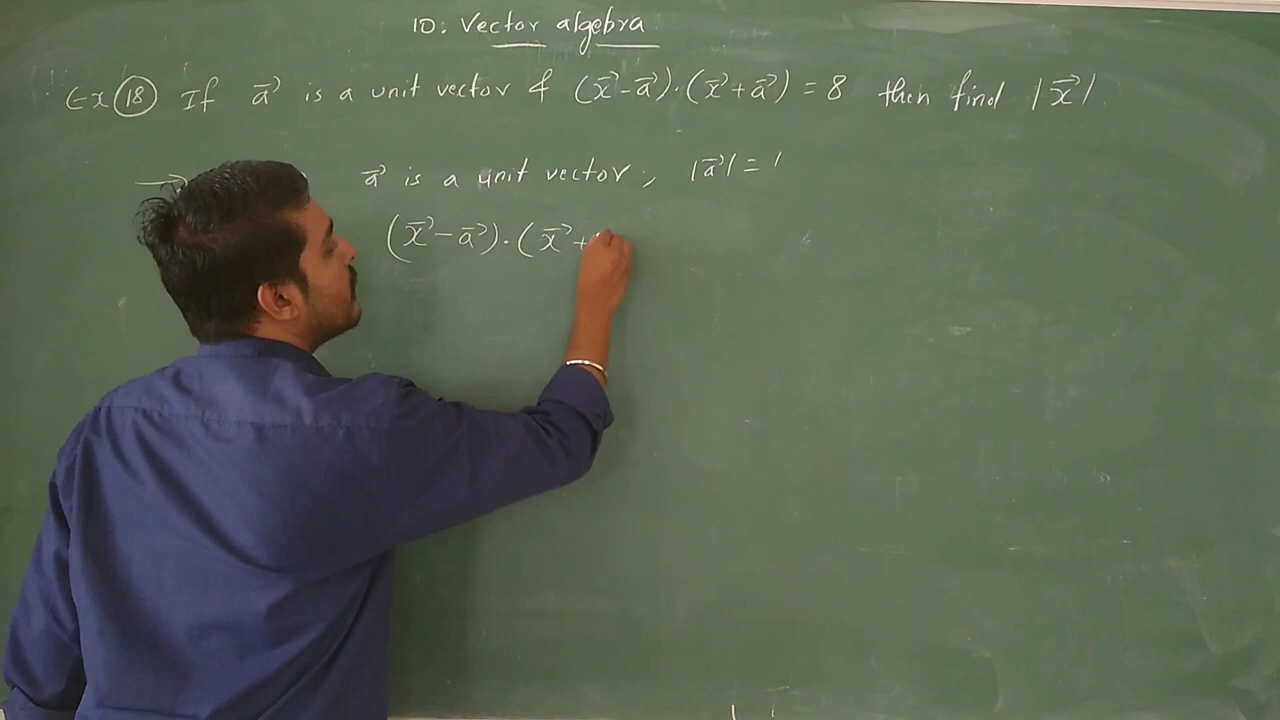 10: Vector algebra
Ex 18 If a⃗ is a unit vector & (x⃗-a⃗)·(x⃗+a⃗) = 8 then find |x⃗|
→ a⃗ is a unit vector, |a⃗| = 1
(x⃗-a⃗)·(x⃗+